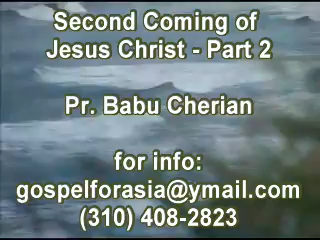 Second Coming of
Jesus Christ - Part 2
Pr. Babu Cherian
for info:
gospelforasia@ymail.com
(310) 408-2823